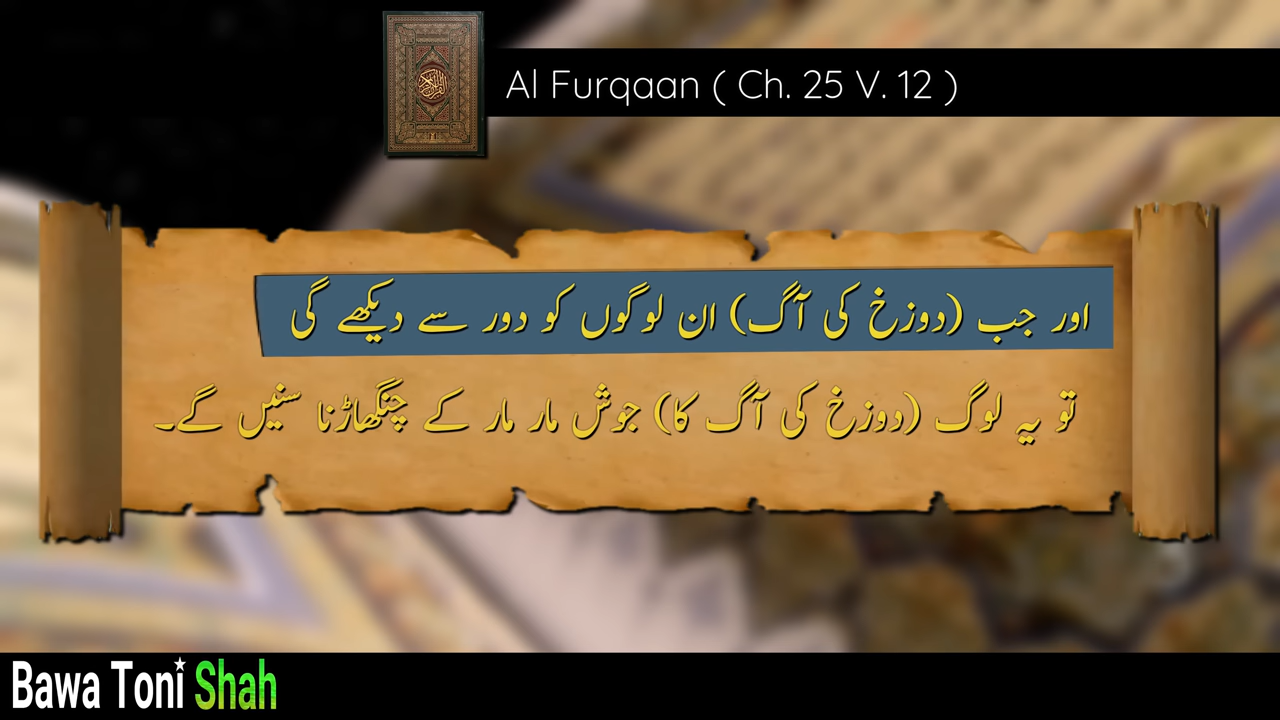 Al Furqaan ( Ch. 25 V. 12 )
اور جب (دوزخ کی آگ) ان لوگوں کو دور سے دیکھے گی
تو یہ لوگ (دوزخ کی آگ کا) جوش مار مار کے چنگھاڑنا سنیں گے۔
Bawa Toni Shah